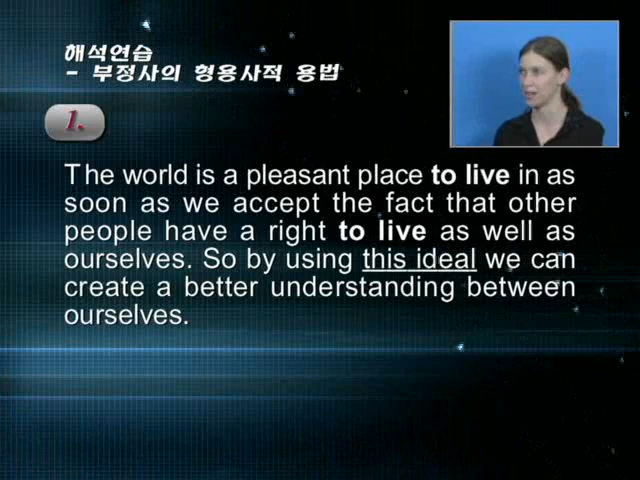 해석연습
- 부정사의 형용사적 용법
1.
The world is a pleasant place to live in as
soon as we accept the fact that other
people have a right to live as well as
ourselves. So by using this ideal we can
create a better understanding between
ourselves.